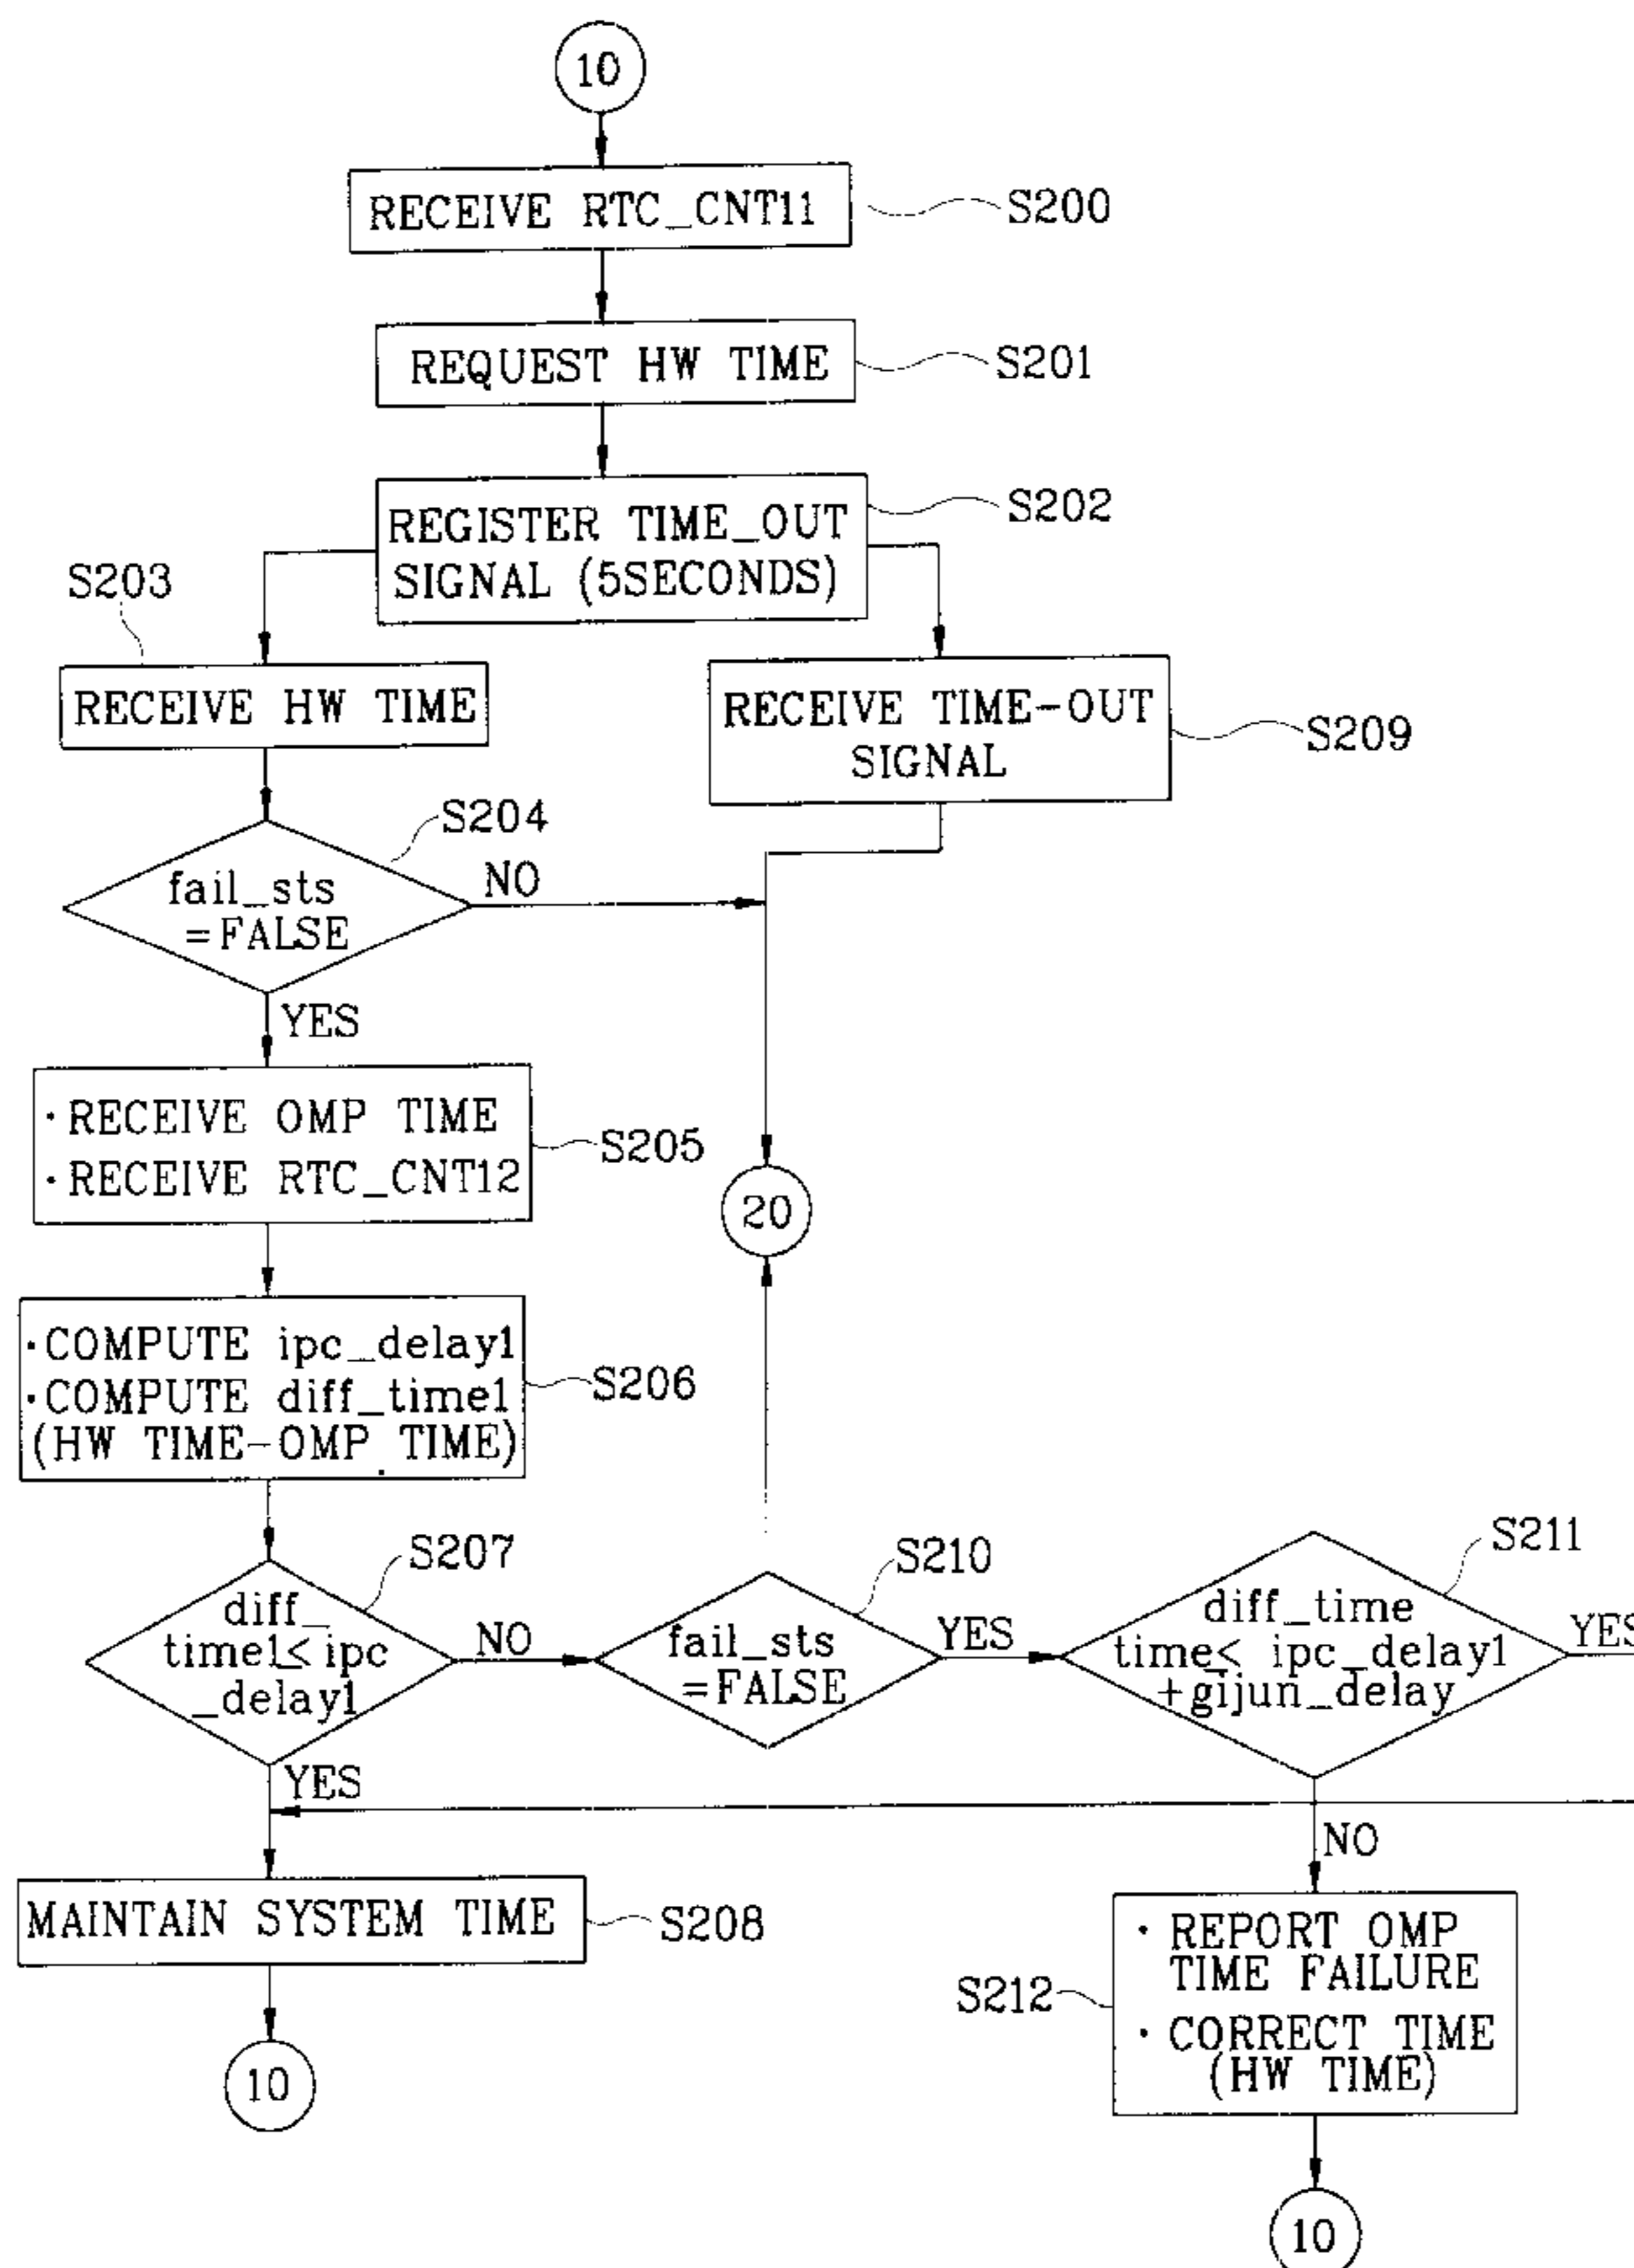 10
RECEIVE RTC_CNT11
S200
REQUEST HW TIME
S201
REGISTER TIME_OUT
SIGNAL (5SECONDS)
S202
S203
RECEIVE HW TIME
RECEIVE TIME-OUT
SIGNAL
S209
S204
fail_sts
=FALSE
NO
YES
· RECEIVE OMP TIME
· RECEIVE RTC_CNT12
S205
20
· COMPUTE ipc_delay1
· COMPUTE diff_time1
(HW TIME-OMP TIME)
S206
S207
diff_
time1< ipc
_delay1
NO
YES
S210
fail_sts
=FALSE
YES
S211
diff_time
time< ipc_delay1
+gijun_delay
YES
NO
MAINTAIN SYSTEM TIME
S208
10
· REPORT OMP
TIME FAILURE
· CORRECT TIME
(HW TIME)
S212
10